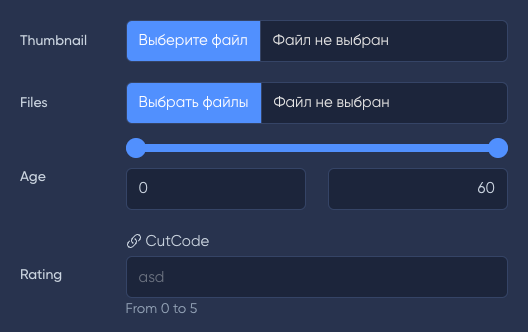 Thumbnail Выберите файл Файл не выбран
Files Выбрать файлы Файл не выбран
Age 0 60
CutCode
Rating asd
From 0 to 5